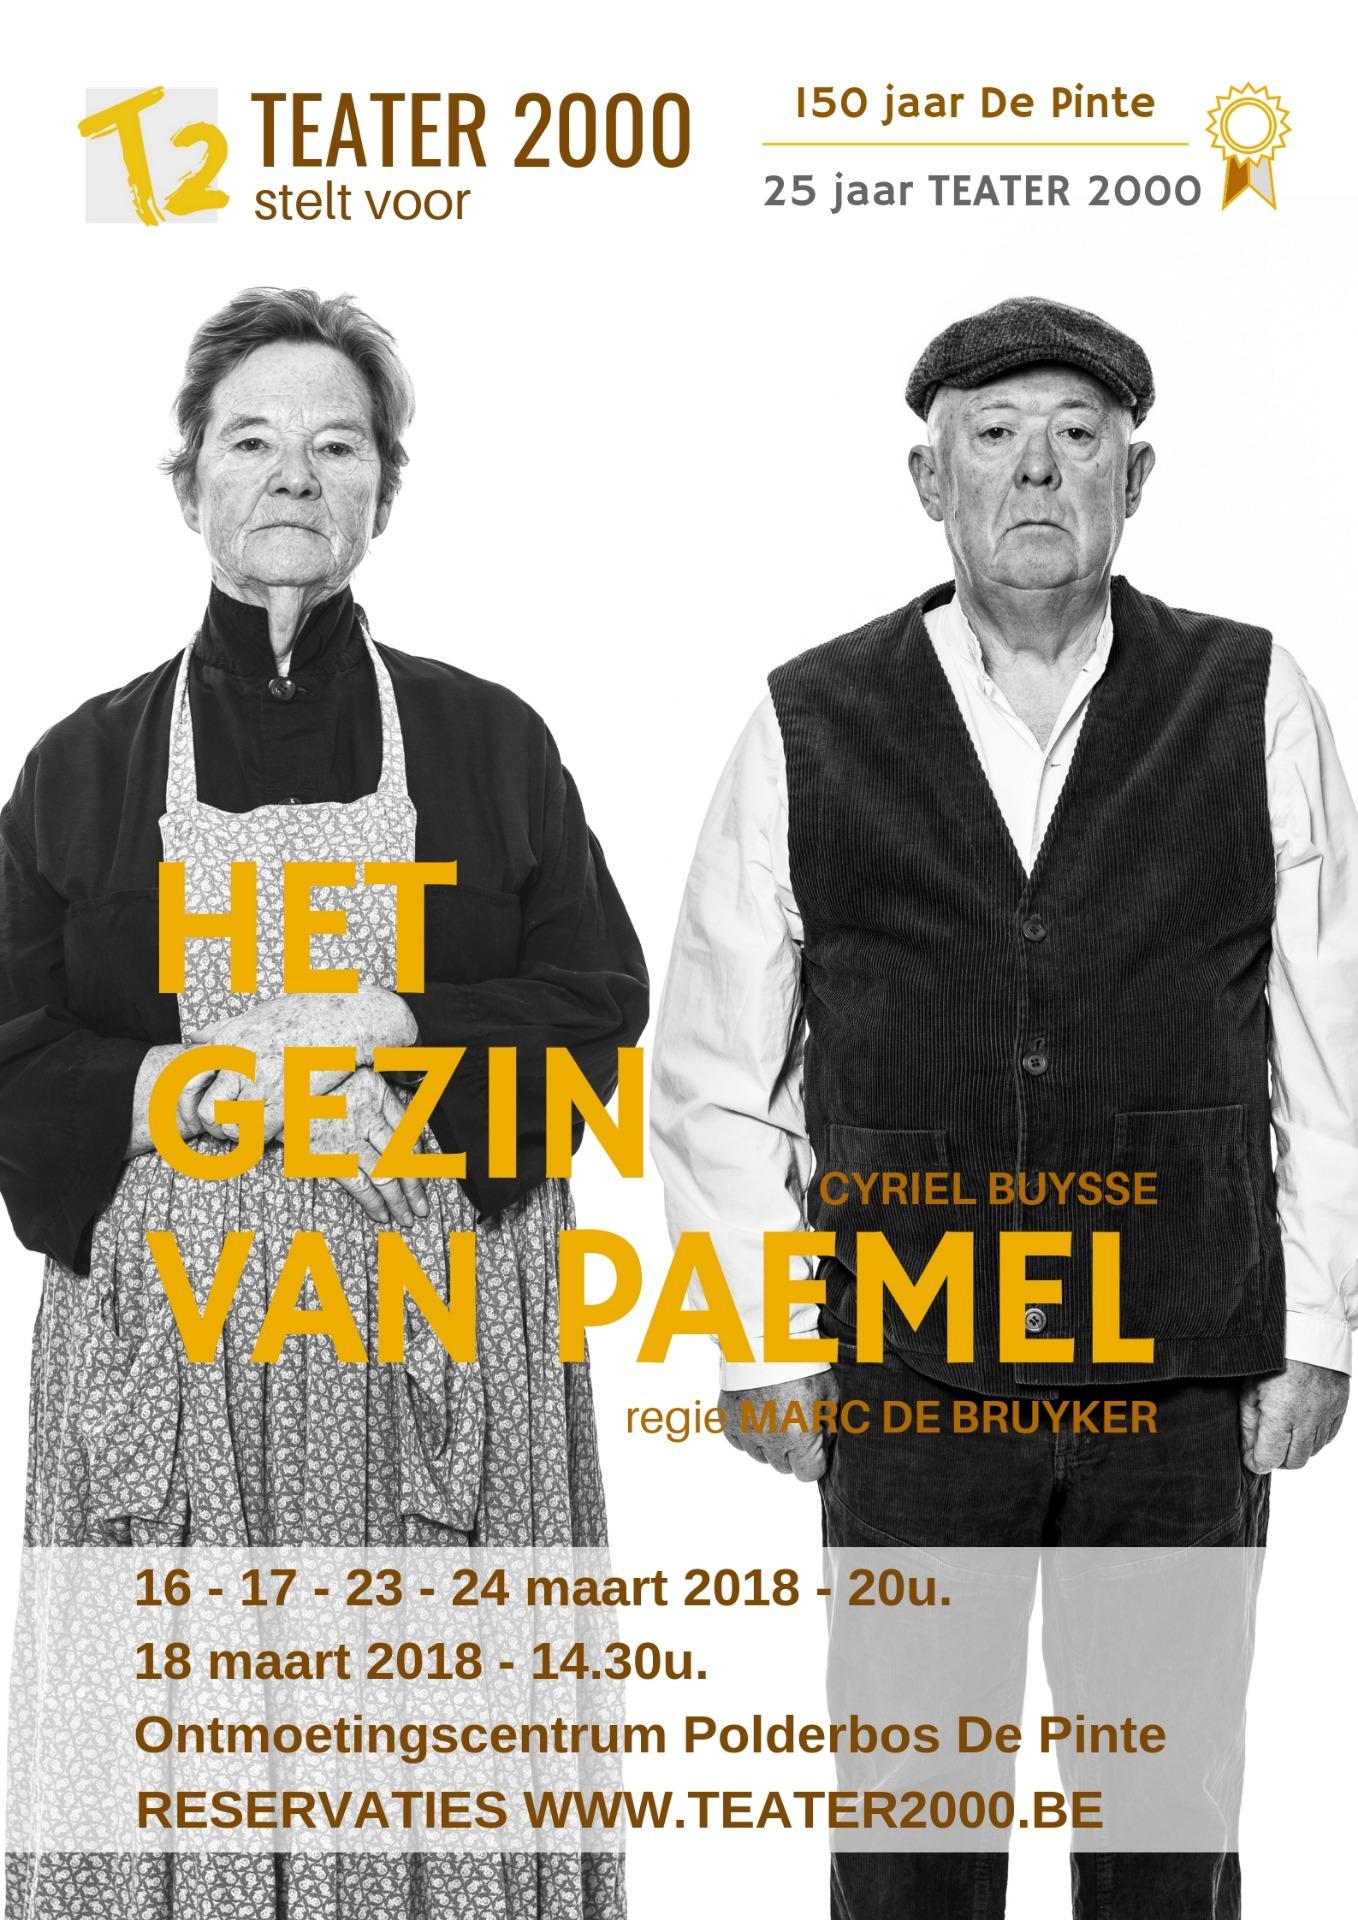 T2
TEATER 2000
stelt voor
150 jaar De Pinte
25 jaar TEATER 2000
HET
GEZIN
CYRIEL BUYSSE
VAN PAEMEL
regie MARC DE BRUYKER
16 - 17 - 23 - 24 maart 2018 - 20u.
18 maart 2018 - 14.30u.
Ontmoetingscentrum Polderbos De Pinte
RESERVATIES WWW.TEATER2000.BE